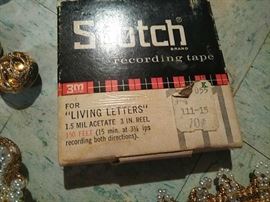 Scotch
BRAND
recording tape
3M
FOR
"LIVING LETTERS"
1.5 MIL ACETATE 3 IN. REEL
150 FEET (15 min. at 3¾ ips
recording both directions).
111-15
70¢